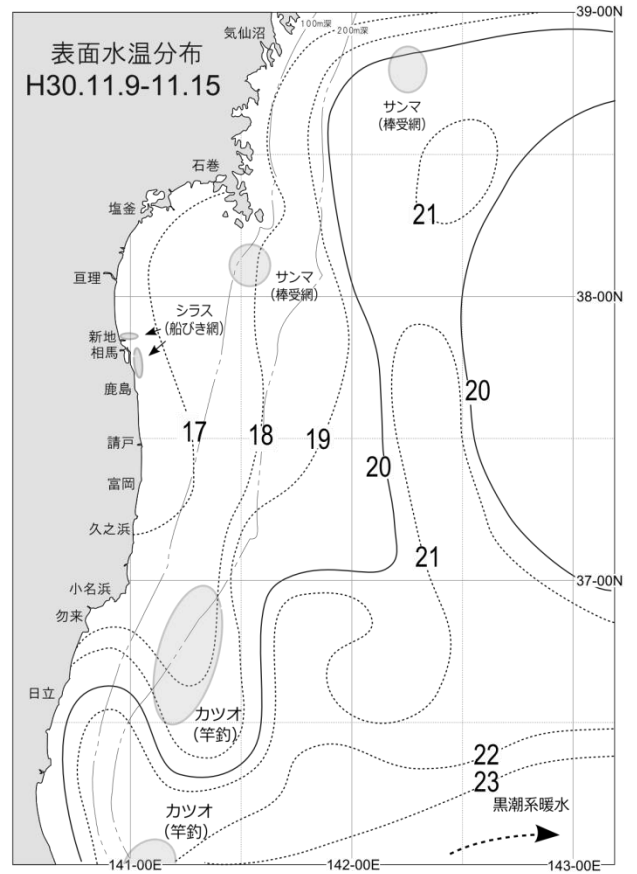 表面水温分布
H30.11.9-11.15
気仙沼
100m深
200m深
39-00N
サンマ
(棒受網)
石巻
塩釜
21
亘理
サンマ
(棒受網)
38-00N
シラス
(船びき網)
新地
相馬
鹿島
17
18
19
20
20
請戸
富岡
久之浜
21
小名浜
37-00N
勿来
日立
カツオ
(竿釣)
22
23
カツオ
(竿釣)
黒潮系暖水
141-00E
142-00E
143-00E